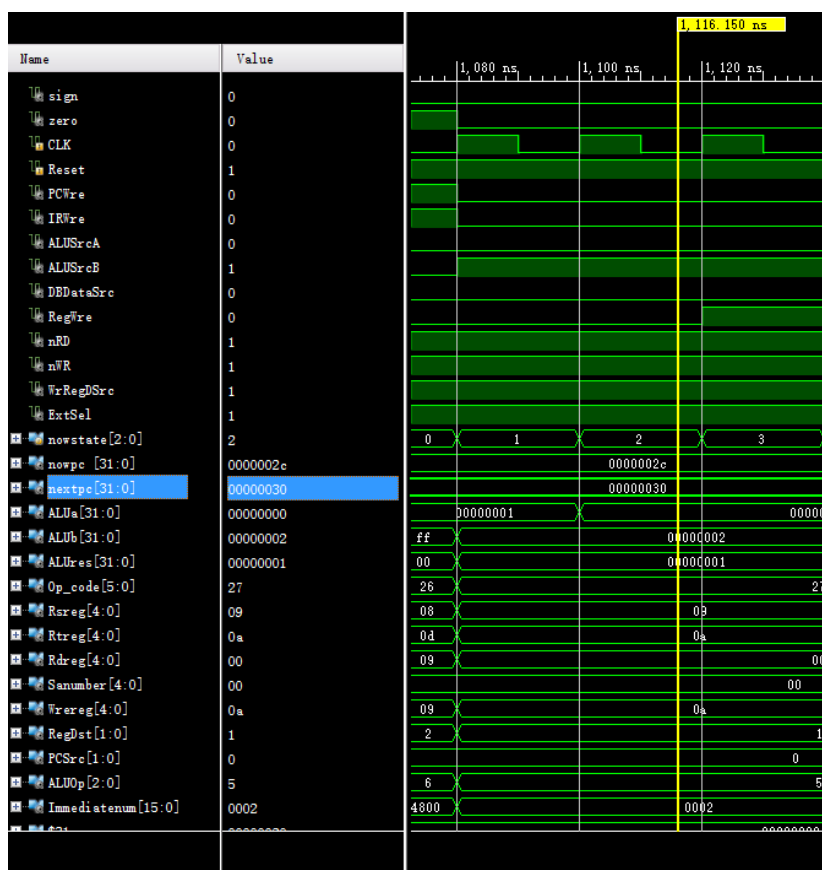 1,116.150 ns
Name Value
1,080 ns 1,100 ns 1,120 ns
sign 0
zero 0
CLK 0
Reset 1
PCWre 0
IRWre 0
ALUSrcA 0
ALUSrcB 1
DBDataSrc 0
RegWre 0
nRD 1
nWR 1
WrRegDSrc 1
ExtSel 1
nowstate[2:0] 2 0 1 2 3
nowpc [31:0] 0000002c 0000002c
nextpc[31:0] 00000030 00000030
ALUa[31:0] 00000000 00000001 00000
ALUb[31:0] 00000002 ff 00000002
ALUres[31:0] 00000001 00 00000001
Op_code[5:0] 27 26 27
Rsreg[4:0] 09 08 09
Rtreg[4:0] 0a 0d 0a
Rdreg[4:0] 00 09 00
Sanumber[4:0] 00 00
Wrereg[4:0] 0a 09 0a
RegDst[1:0] 1 2 1
PCSrc[1:0] 0 0
ALUOp[2:0] 5 6 5
Immediatenum[15:0] 0002 4800 0002